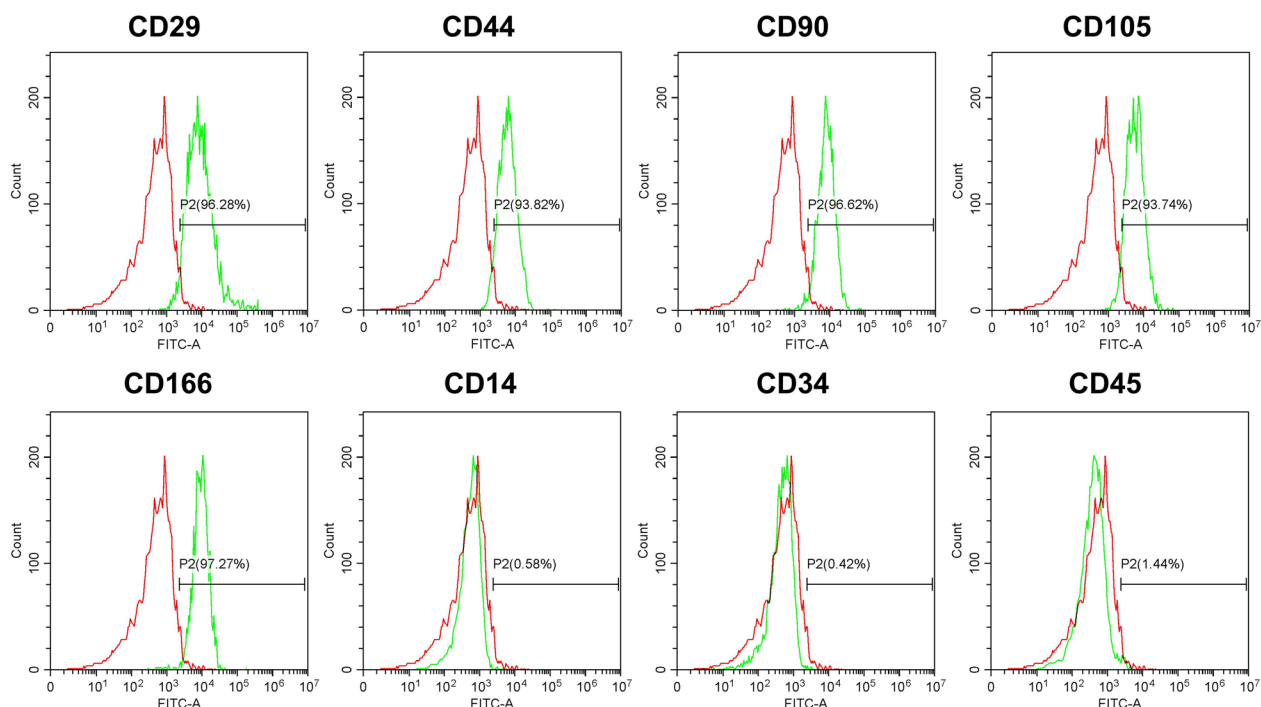 CD29
CD44
CD90
CD105
200
100
0
Count
P2(96.28%)
0 10¹ 10² 10³ 10⁴ 10⁵ 10⁶ 10⁷
FITC-A
200
100
0
Count
P2(93.82%)
0 10¹ 10² 10³ 10⁴ 10⁵ 10⁶ 10⁷
FITC-A
200
100
0
Count
P2(96.62%)
0 10¹ 10² 10³ 10⁴ 10⁵ 10⁶ 10⁷
FITC-A
200
100
0
Count
P2(93.74%)
0 10¹ 10² 10³ 10⁴ 10⁵ 10⁶ 10⁷
FITC-A
CD166
CD14
CD34
CD45
200
100
0
Count
P2(97.27%)
0 10¹ 10² 10³ 10⁴ 10⁵ 10⁶ 10⁷
FITC-A
200
100
0
Count
P2(0.58%)
0 10¹ 10² 10³ 10⁴ 10⁵ 10⁶ 10⁷
FITC-A
200
100
0
Count
P2(0.42%)
0 10¹ 10² 10³ 10⁴ 10⁵ 10⁶ 10⁷
FITC-A
200
100
0
Count
P2(1.44%)
0 10¹ 10² 10³ 10⁴ 10⁵ 10⁶ 10⁷
FITC-A